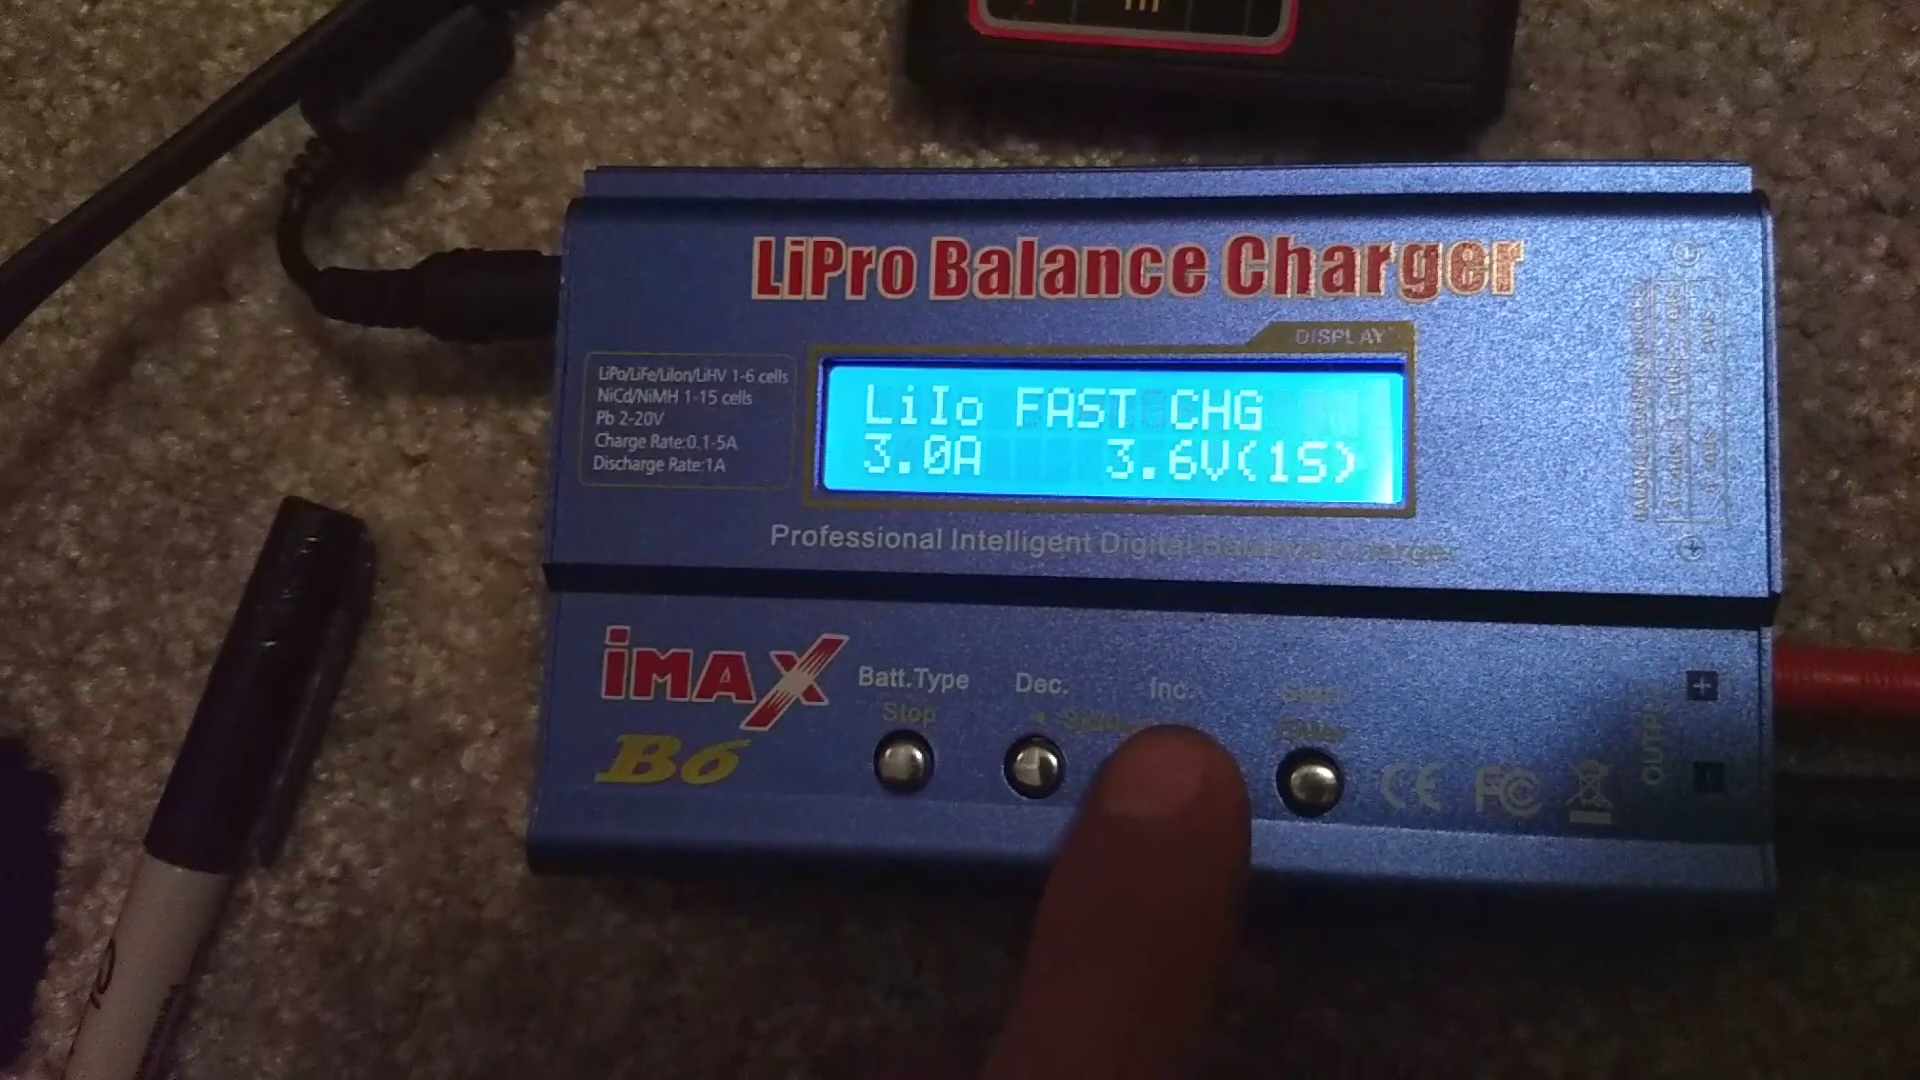 LiPro Balance Charger
DISPLAY
LiPo/LiFe/LiIon/LiHV 1-6 cells
NiCd/NiMH 1-15 cells
Pb 2-20V
Charge Rate:0.1-5A
Discharge Rate:1A
LiIo FAST CHG
3.0A 3.6V(1S)
Professional Intelligent Digital Balance Charger
iMAX
B6
Batt.Type
Stop
Dec.
Inc.
Start
Enter
CE FC
OUTPUT
+
-